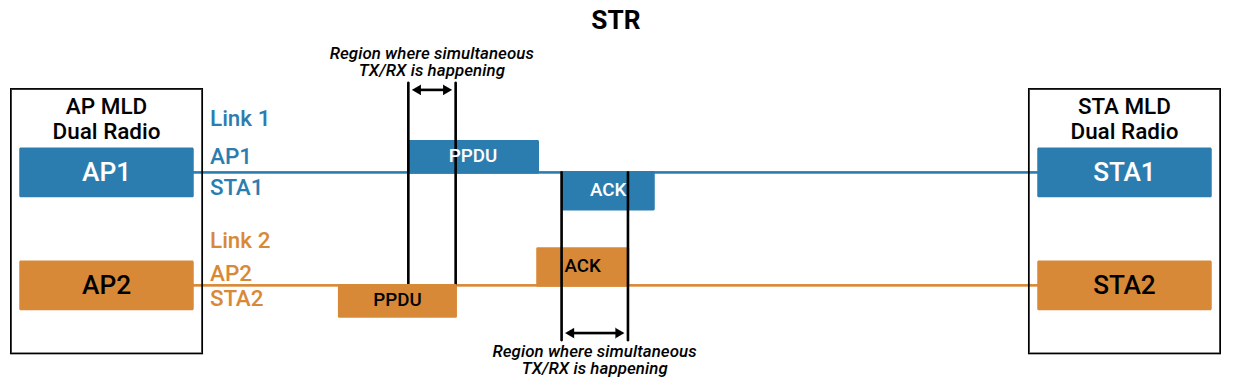 STR
Region where simultaneous
TX/RX is happening
AP MLD
Dual Radio
AP1
AP2
Link 1
AP1
STA1
Link 2
AP2
STA2
PPDU
ACK
ACK
PPDU
Region where simultaneous
TX/RX is happening
STA MLD
Dual Radio
STA1
STA2